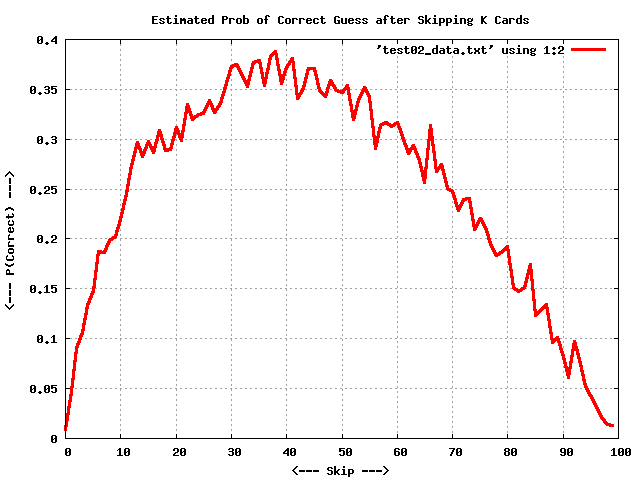 Estimated Prob of Correct Guess after Skipping K Cards
'test02_data.txt' using 1:2
0.4
0.35
0.3
0.25
0.2
0.15
0.1
0.05
0
<--- P(Correct) --->
0 10 20 30 40 50 60 70 80 90 100
<--- Skip --->